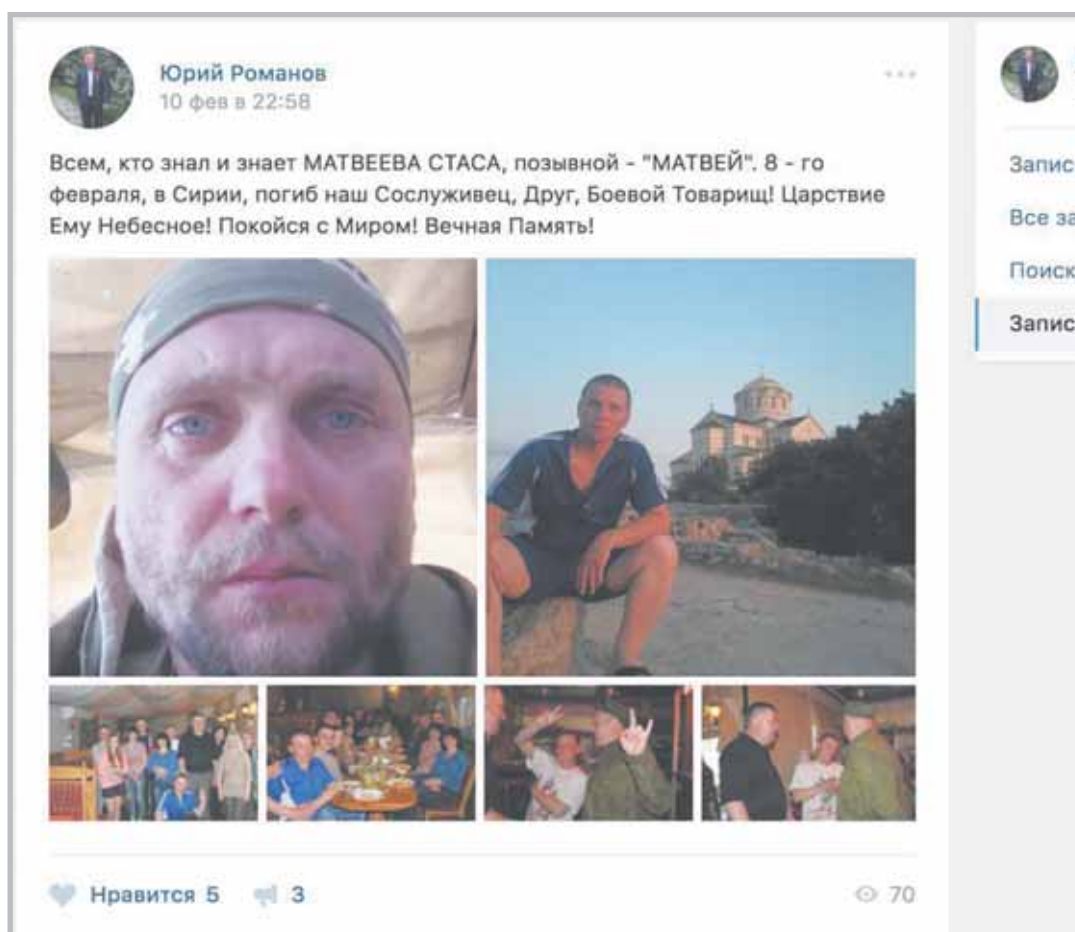 Юрий Романов
10 фев в 22:58
Всем, кто знал и знает МАТВЕЕВА СТАСА, позывной - "МАТВЕЙ". 8 - го
февраля, в Сирии, погиб наш Сослуживец, Друг, Боевой Товарищ! Царствие
Ему Небесное! Покойся с Миром! Вечная Память!
Нравится 5 3 70
Запис
Все за
Поиск
Запис